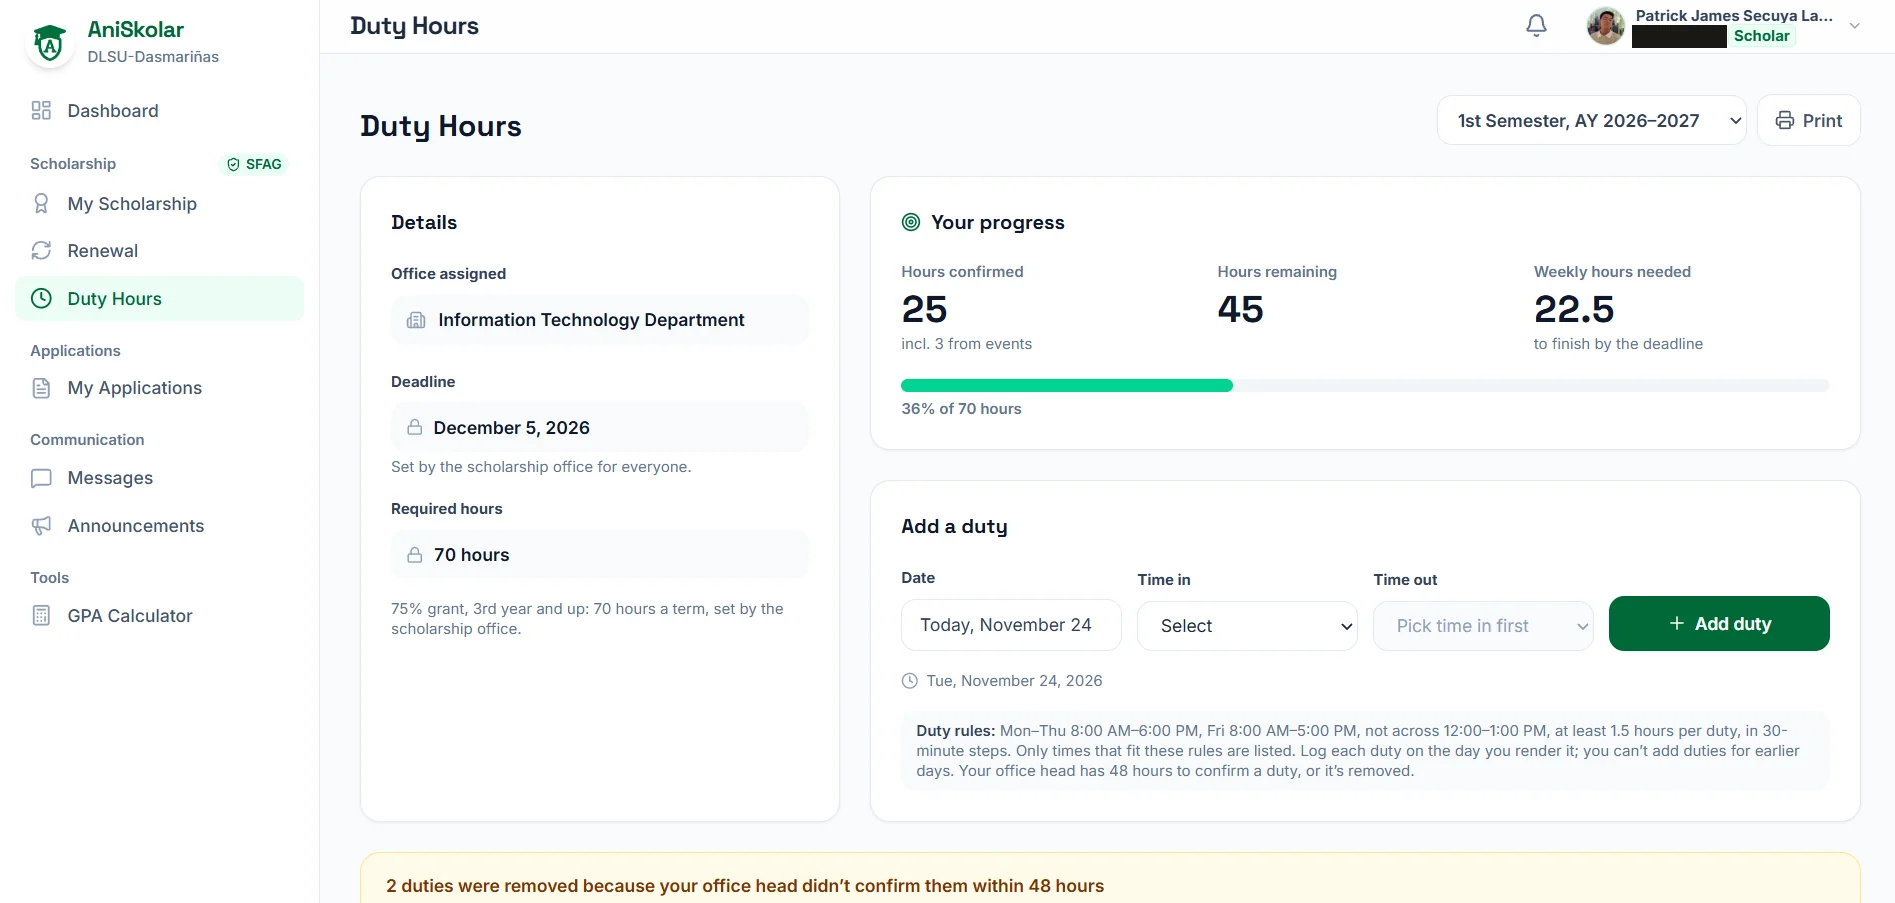 AniSkolar
DLSU-Dasmariñas
Dashboard
Scholarship
SFAG
My Scholarship
Renewal
Duty Hours
Applications
My Applications
Communication
Messages
Announcements
Tools
GPA Calculator
Duty Hours
Patrick James Secuya La...
Scholar
Duty Hours
1st Semester, AY 2026–2027
Print
Details
Office assigned
Information Technology Department
Deadline
December 5, 2026
Set by the scholarship office for everyone.
Required hours
70 hours
75% grant, 3rd year and up: 70 hours a term, set by the
scholarship office.
Your progress
Hours confirmed
25
incl. 3 from events
Hours remaining
45
Weekly hours needed
22.5
to finish by the deadline
36% of 70 hours
Add a duty
Date
Today, November 24
Time in
Select
Time out
Pick time in first
Add duty
Tue, November 24, 2026
Duty rules: Mon–Thu 8:00 AM–6:00 PM, Fri 8:00 AM–5:00 PM, not across 12:00–1:00 PM, at least 1.5 hours per duty, in 30-
minute steps. Only times that fit these rules are listed. Log each duty on the day you render it; you can’t add duties for earlier
days. Your office head has 48 hours to confirm a duty, or it’s removed.
2 duties were removed because your office head didn’t confirm them within 48 hours